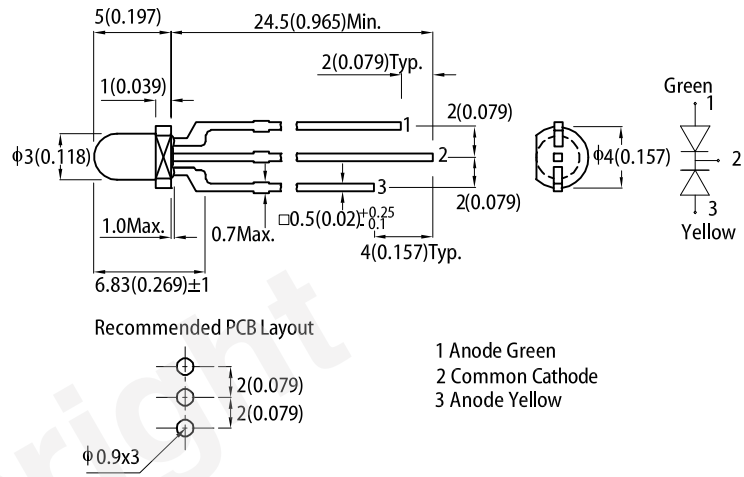 5(0.197)
24.5(0.965)Min.
2(0.079)Typ.
1(0.039)
1
2
3
2(0.079)
2(0.079)
ϕ3(0.118)
ϕ4(0.157)
Green
1
2
3
Yellow
1.0Max.
0.7Max.
□0.5(0.02)+0.25
-0.1
4(0.157)Typ.
6.83(0.269)±1
Recommended PCB Layout
2(0.079)
2(0.079)
ϕ0.9x3
1 Anode Green
2 Common Cathode
3 Anode Yellow
right